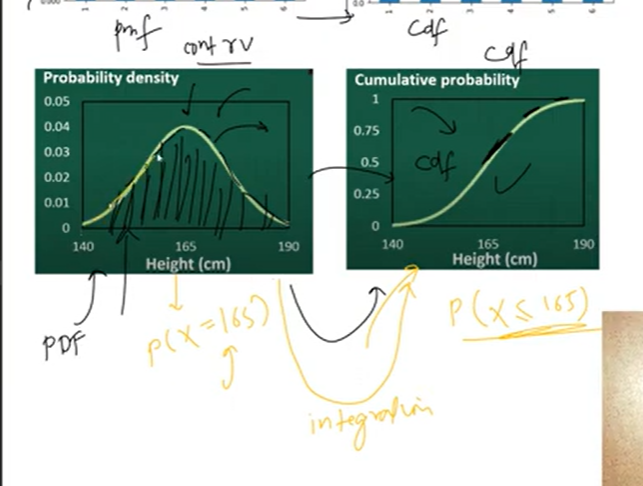 0.0
pmf
cdf
cont rv
cdf
Probability density
0.05
0.04
0.03
0.02
0.01
0
140 165 190
Height (cm)
Cumulative probability
1
0.75
0.5
0.25
0
cdf
140 165 190
Height (cm)
PDF
P(X=165)
P(X ≤ 165)
integration